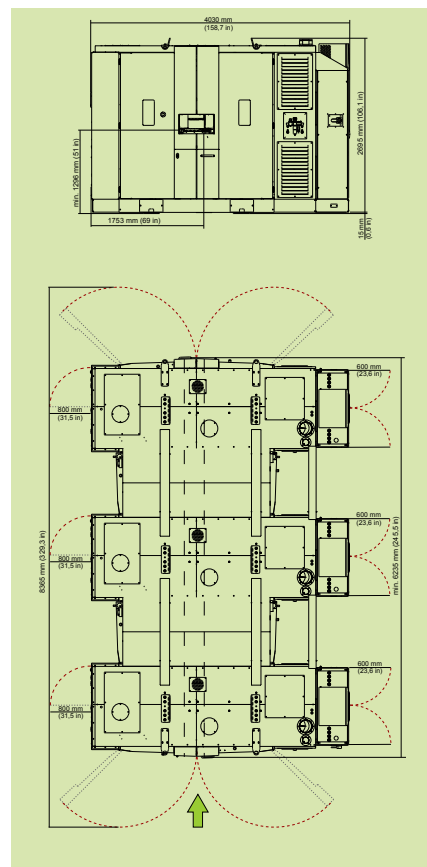 4030 mm
(158,7 in)
min. 1296 mm (51 in)
2695 mm (106,1 in)
1753 mm (69 in)
15 mm
(0,6 in)
600 mm
(23,6 in)
800 mm
(31,5 in)
8365 mm (329,3 in)
min. 6235 mm (245,5 in)
600 mm
(23,6 in)
800 mm
(31,5 in)
600 mm
(23,6 in)
800 mm
(31,5 in)